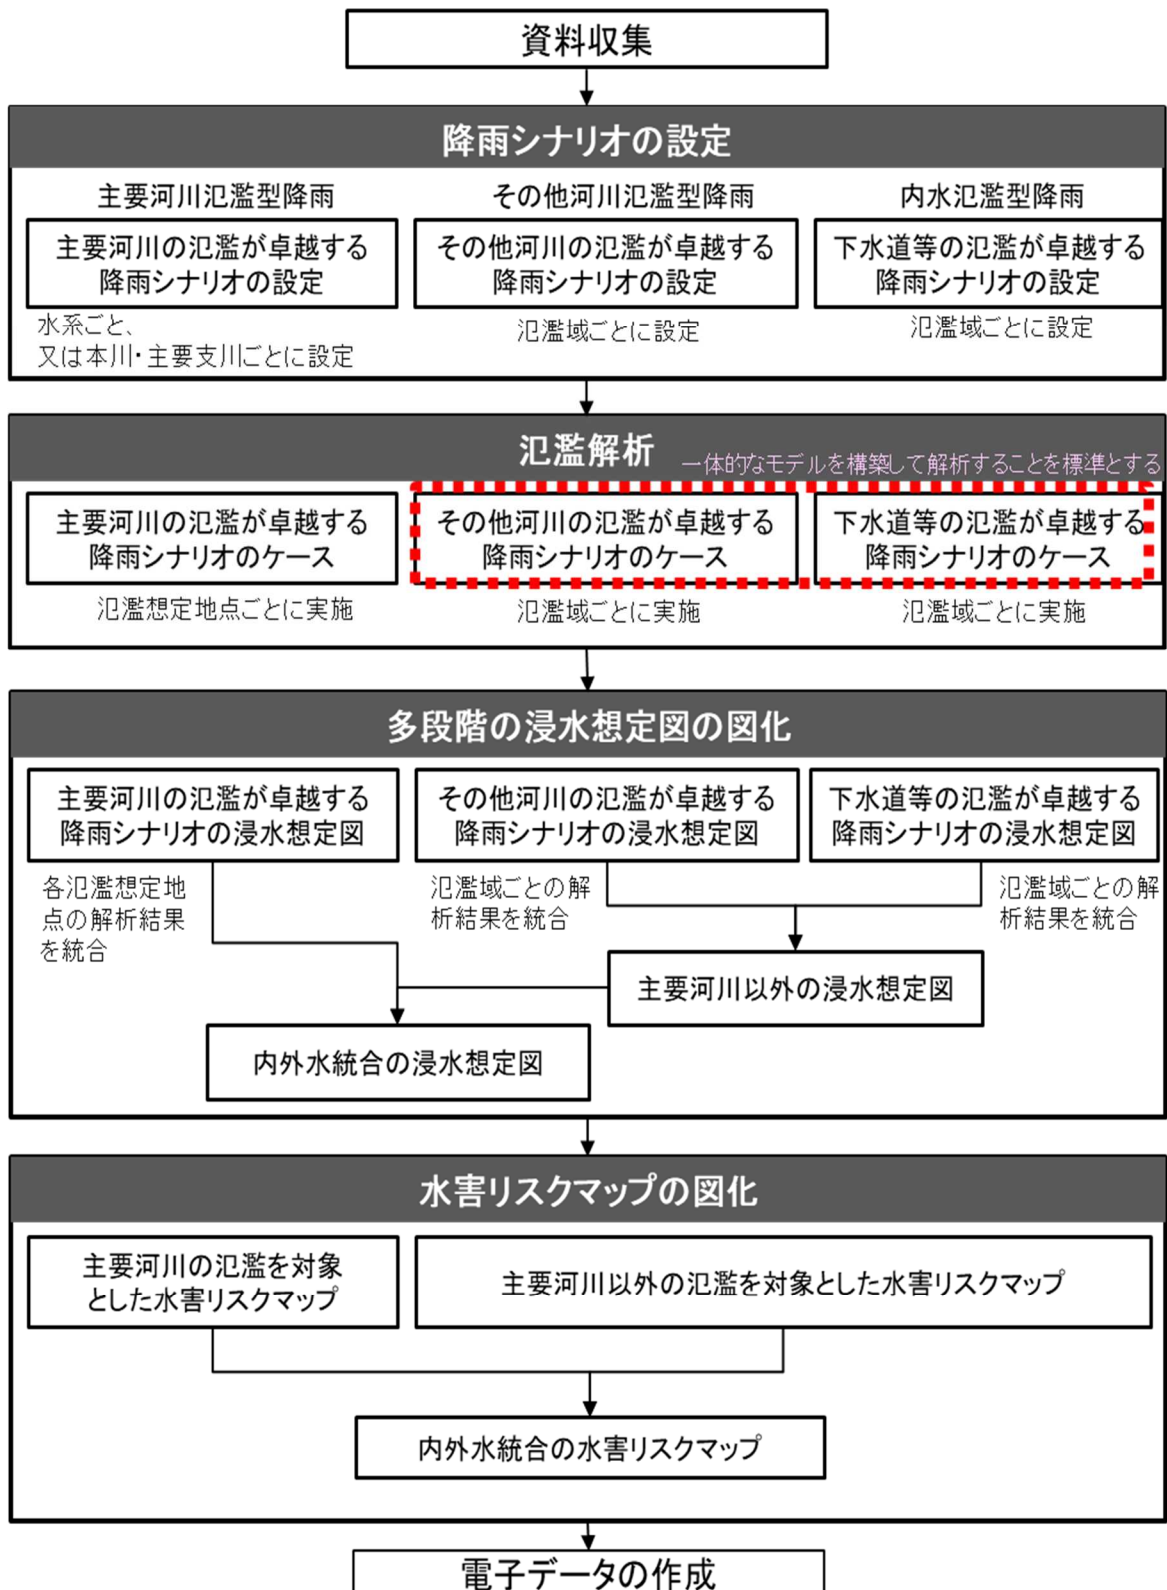 資料収集
降雨シナリオの設定
主要河川氾濫型降雨
その他河川氾濫型降雨
内水氾濫型降雨
主要河川の氾濫が卓越する
降雨シナリオの設定
その他河川の氾濫が卓越する
降雨シナリオの設定
下水道等の氾濫が卓越する
降雨シナリオの設定
水系ごと、
又は本川・主要支川ごとに設定
氾濫域ごとに設定
氾濫域ごとに設定
氾濫解析
一体的なモデルを構築して解析することを標準とする
主要河川の氾濫が卓越する
降雨シナリオのケース
その他河川の氾濫が卓越する
降雨シナリオのケース
下水道等の氾濫が卓越する
降雨シナリオのケース
氾濫想定地点ごとに実施
氾濫域ごとに実施
氾濫域ごとに実施
多段階の浸水想定図の図化
主要河川の氾濫が卓越する
降雨シナリオの浸水想定図
その他河川の氾濫が卓越する
降雨シナリオの浸水想定図
下水道等の氾濫が卓越する
降雨シナリオの浸水想定図
各氾濫想定地
点の解析結果
を統合
氾濫域ごとの解
析結果を統合
氾濫域ごとの解
析結果を統合
主要河川以外の浸水想定図
内外水統合の浸水想定図
水害リスクマップの図化
主要河川の氾濫を対象
とした水害リスクマップ
主要河川以外の氾濫を対象とした水害リスクマップ
内外水統合の水害リスクマップ
電子データの作成